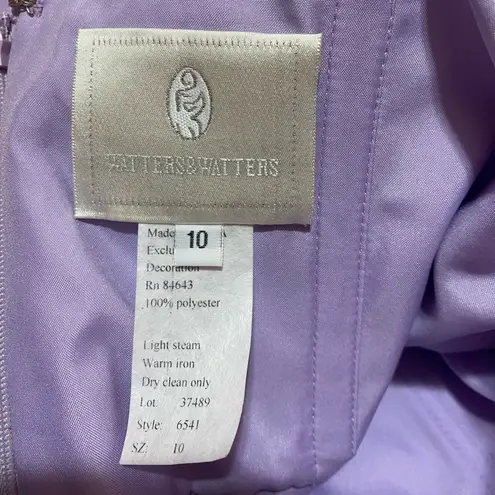 WATTERS&WATTERS
10
Made A
Exclu
Decoration
Rn 84643
100% polyester
Light steam
Warm iron
Dry clean only
Lot: 37489
Style: 6541
SZ: 10